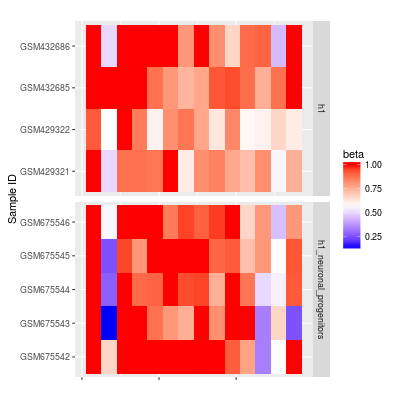 GSM432686
GSM432685
GSM429322
GSM429321
h1
GSM675546
GSM675545
GSM675544
GSM675543
GSM675542
h1_neuronal_progenitors
Sample ID
beta
1.00
0.75
0.50
0.25